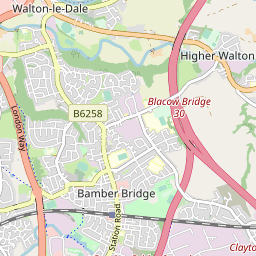 Walton-le-Dale
Higher Walton
Blacow Bridge
30
B6258
London Way
Bamber Bridge
Station Road
Clayto